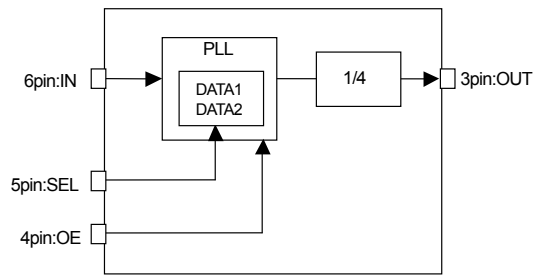 PLL
6pin:IN
DATA1
DATA2
1/4
3pin:OUT
5pin:SEL
4pin:OE